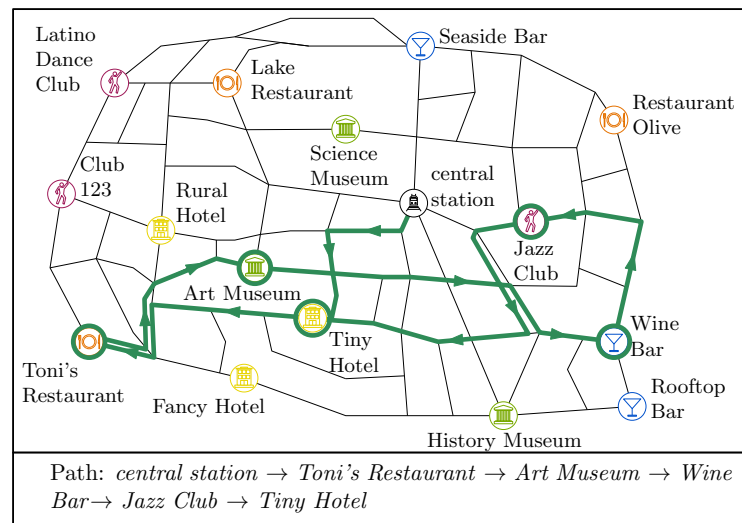 Latino
Dance
Club
Seaside Bar
Lake
Restaurant
Restaurant
Olive
Science
Museum
Club
123
Rural
Hotel
central
station
Jazz
Club
Art Museum
Tiny
Hotel
Wine
Bar
Toni's
Restaurant
Fancy Hotel
Rooftop
Bar
History Museum
Path: central station → Toni's Restaurant → Art Museum → Wine
Bar→ Jazz Club → Tiny Hotel